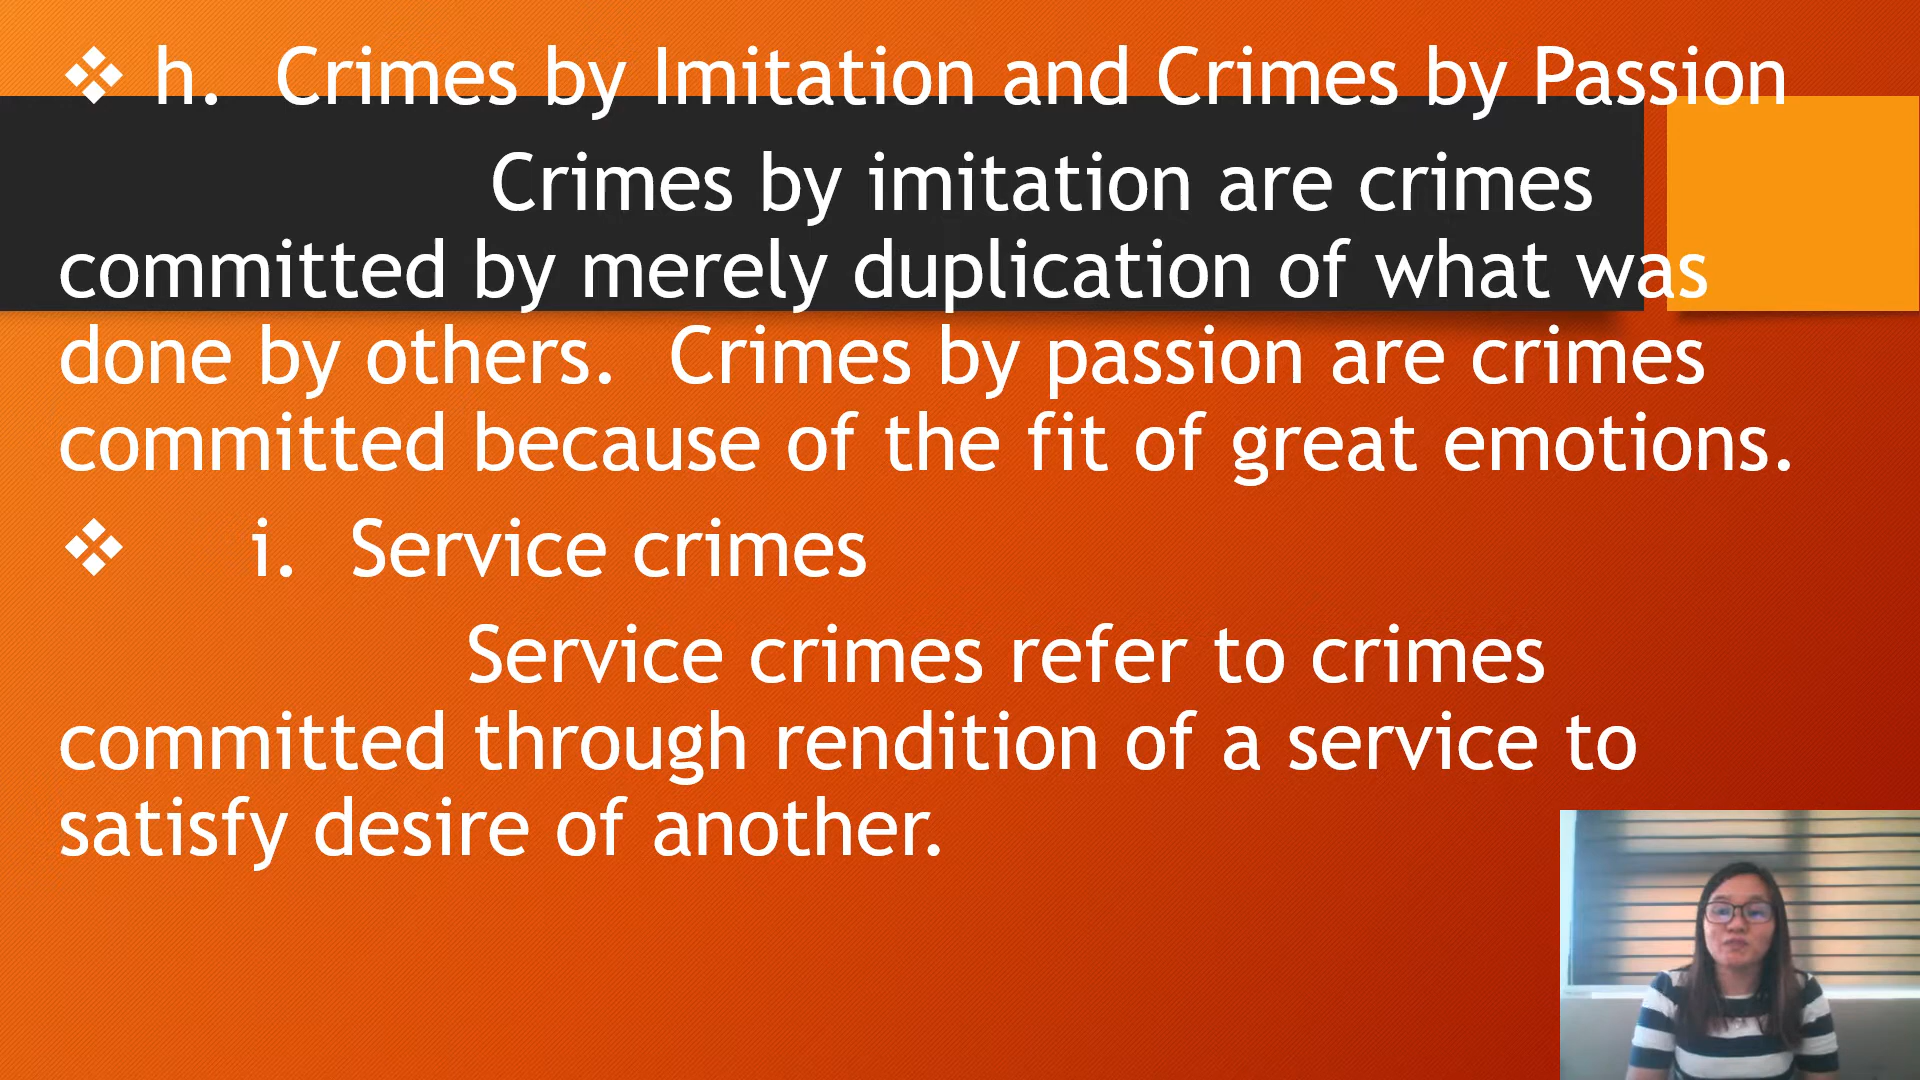 ❖ h. Crimes by Imitation and Crimes by Passion
Crimes by imitation are crimes
committed by merely duplication of what was
done by others. Crimes by passion are crimes
committed because of the fit of great emotions.
❖ i. Service crimes
Service crimes refer to crimes
committed through rendition of a service to
satisfy desire of another.